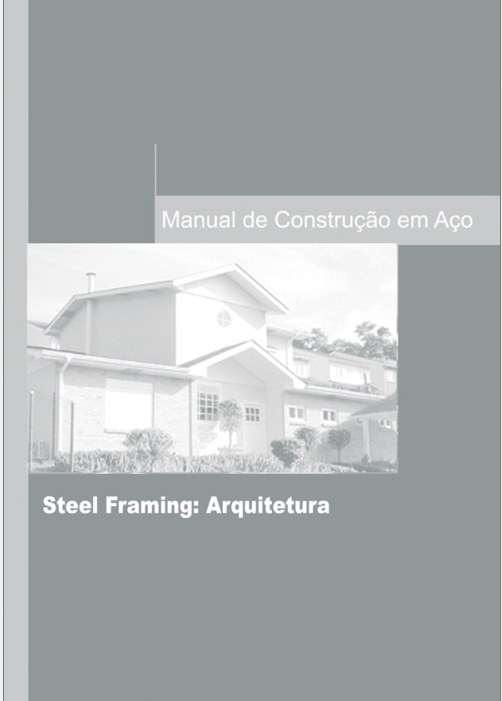 Manual de Construção em Aço
Steel Framing: Arquitetura